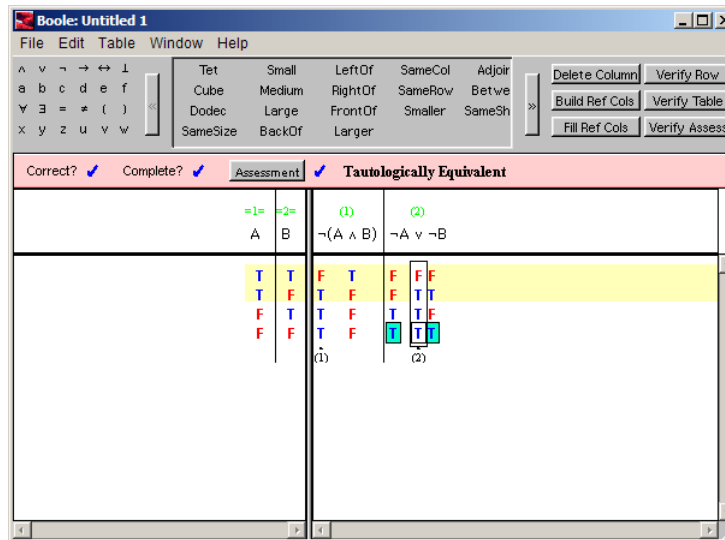 Boole: Untitled 1
File Edit Table Window Help
∧ ∨ ¬ → ↔ ⊥ Tet Small LeftOf SameCol Adjoir Delete Column Verify Row
a b c d e f Cube Medium RightOf SameRow Betwe Build Ref Cols Verify Table
∀ ∃ = ≠ ( ) « Dodec Large FrontOf Smaller SameSh » Fill Ref Cols Verify Assess
x y z u v w SameSize BackOf Larger
Correct? ✓ Complete? ✓ Assessment ✓ Tautologically Equivalent
=1= =2= (1) (2)
A B ¬(A ∧ B) ¬A ∨ ¬B
T T F T F F F
T F T F F T T
F T T F T T F
F F T F T T T
(1) (2)